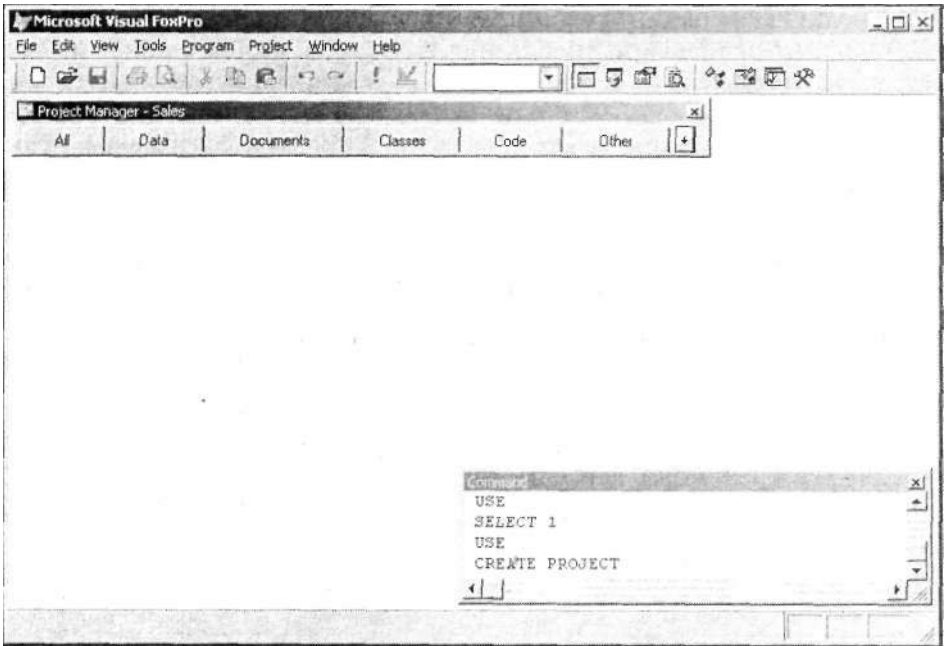 Microsoft Visual FoxPro
File Edit View Tools Program Project Window Help
Project Manager - Sales
All Data Documents Classes Code Other
Command
USE
SELECT 1
USE
CREATE PROJECT